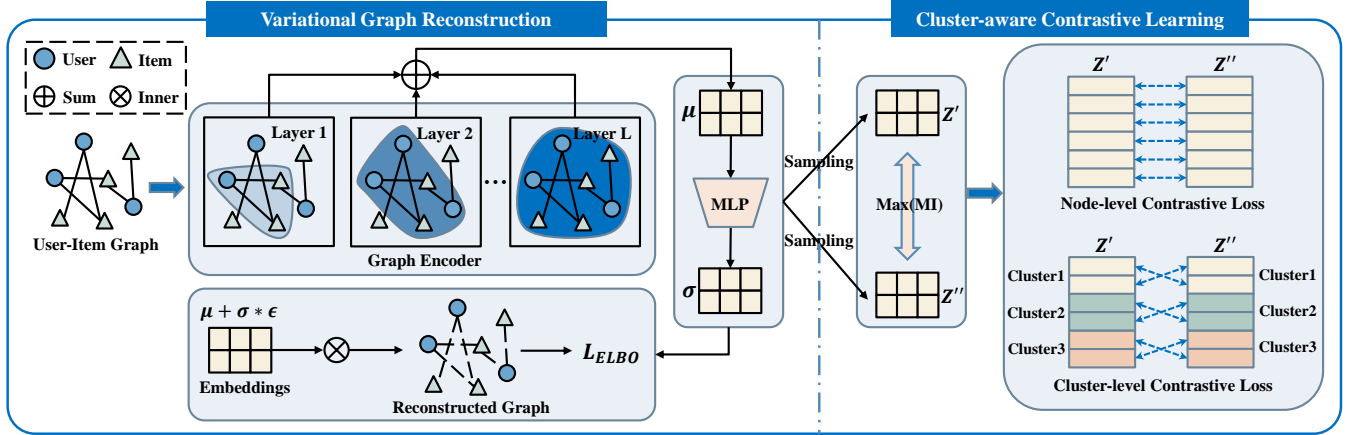 Variational Graph Reconstruction
Cluster-aware Contrastive Learning
User
Item
Sum
Inner
User-Item Graph
Layer 1
Layer 2
...
Layer L
Graph Encoder
μ
MLP
σ
μ + σ * ϵ
Embeddings
Reconstructed Graph
L_{ELBO}
Sampling
Sampling
Z'
Max(MI)
Z''
Z'
Z''
Node-level Contrastive Loss
Z'
Z''
Cluster1
Cluster1
Cluster2
Cluster2
Cluster3
Cluster3
Cluster-level Contrastive Loss